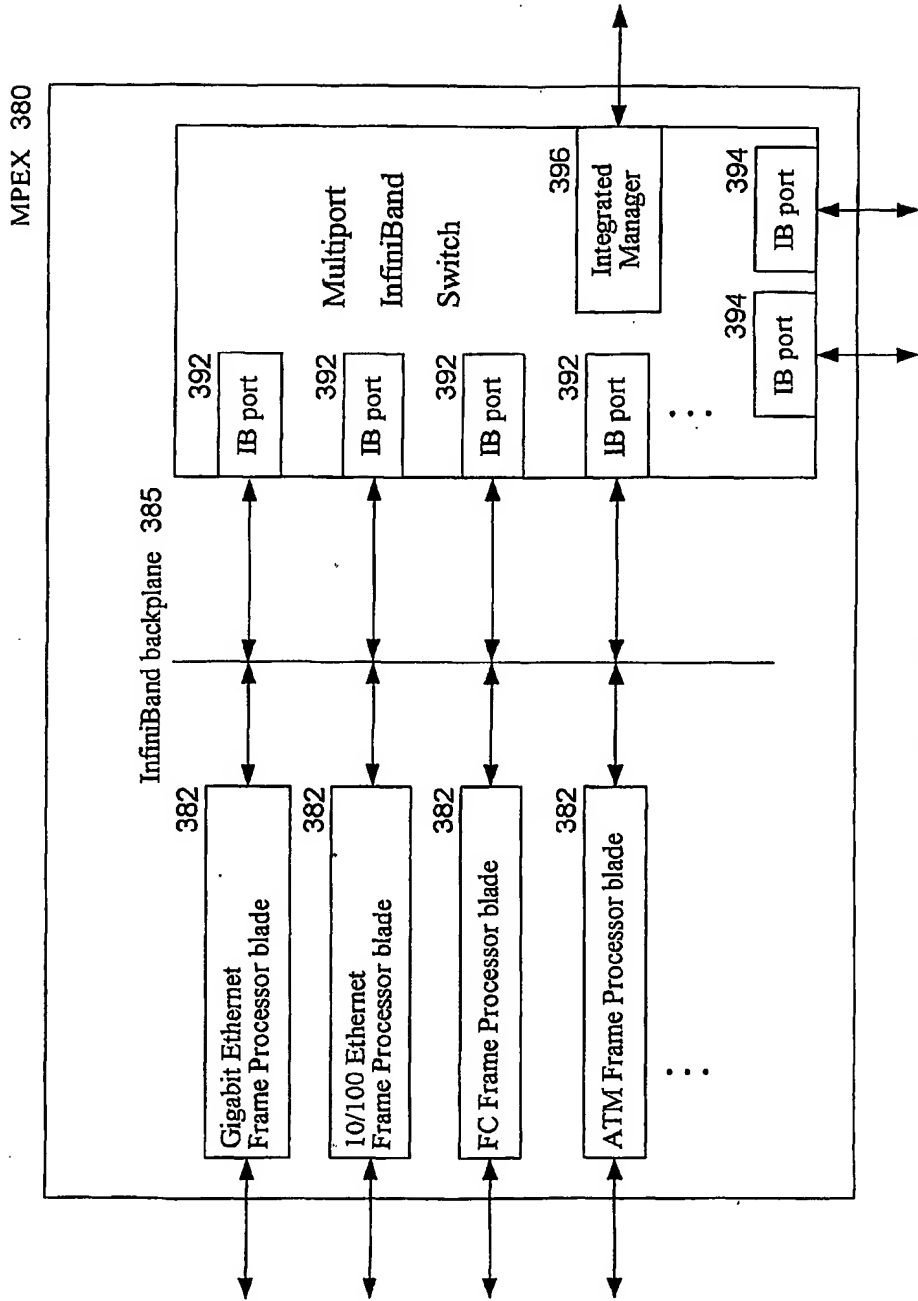 MPEX 380
InfiniBand backplane 385
382
Gigabit Ethernet
Frame Processor blade
382
10/100 Ethernet
Frame Processor blade
382
FC Frame Processor blade
382
ATM Frame Processor blade
...
392
IB port
392
IB port
392
IB port
392
IB port
...
Multiport
InfiniBand
Switch
396
Integrated
Manager
394
IB port
394
IB port